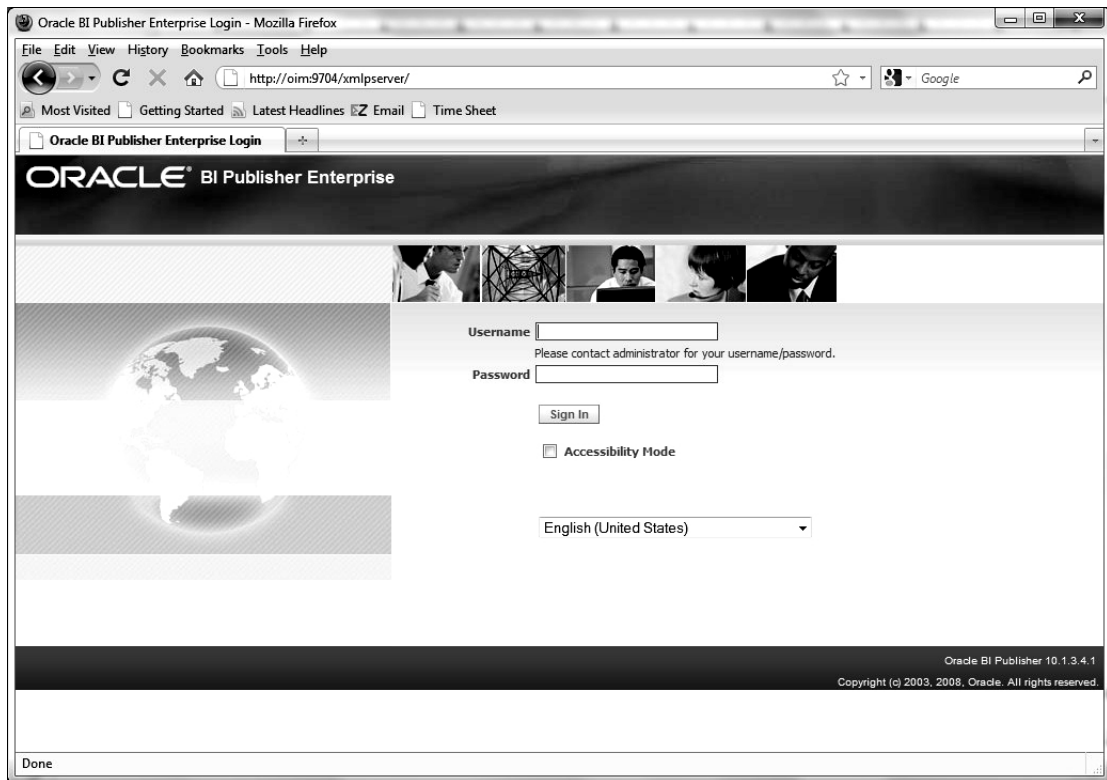 Oracle BI Publisher Enterprise Login - Mozilla Firefox
File Edit View History Bookmarks Tools Help
http://oim:9704/xmlpserver/
Google
Most Visited Getting Started Latest Headlines EZ Email Time Sheet
Oracle BI Publisher Enterprise Login
ORACLE® BI Publisher Enterprise
Username
Please contact administrator for your username/password.
Password
Sign In
Accessibility Mode
English (United States)
Oracle BI Publisher 10.1.3.4.1
Copyright (c) 2003, 2008, Oracle. All rights reserved.
Done